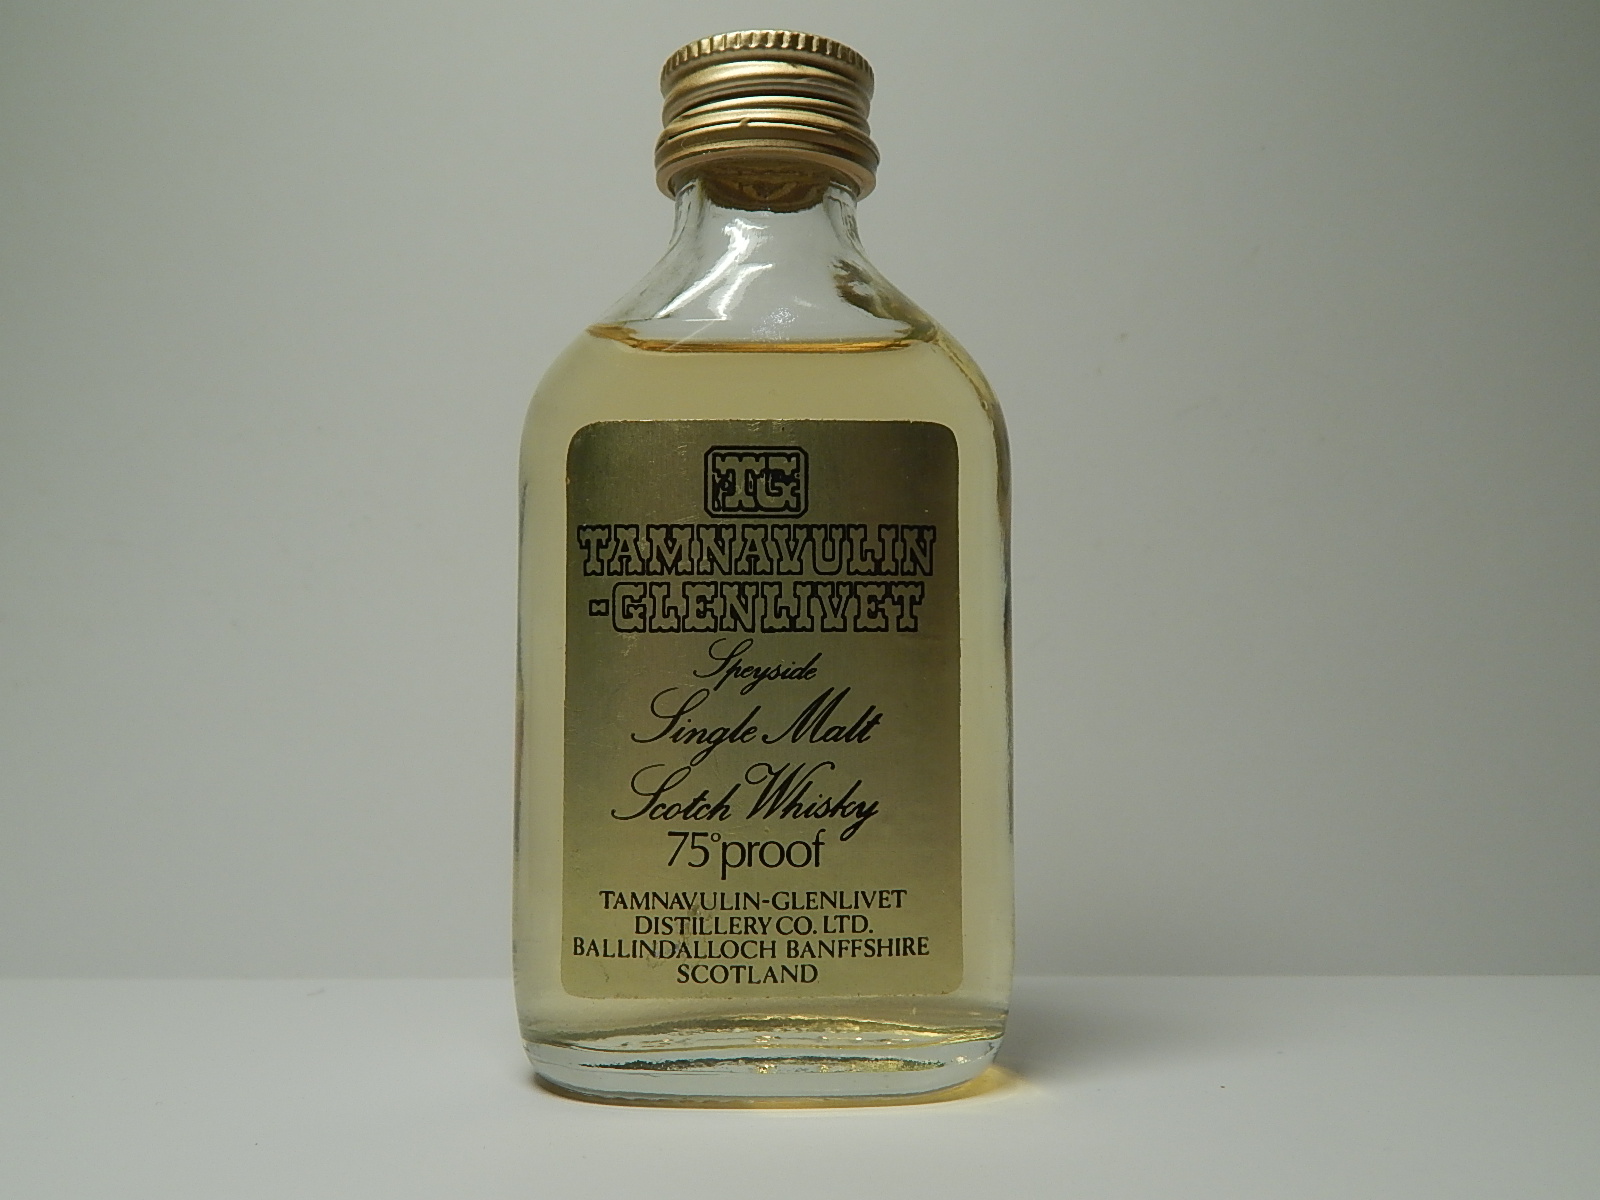 TG
TAMNAVULIN
-GLENLIVET
Speyside
Single Malt
Scotch Whisky
75°proof
TAMNAVULIN-GLENLIVET
DISTILLERY CO. LTD.
BALLINDALLOCH BANFFSHIRE
SCOTLAND